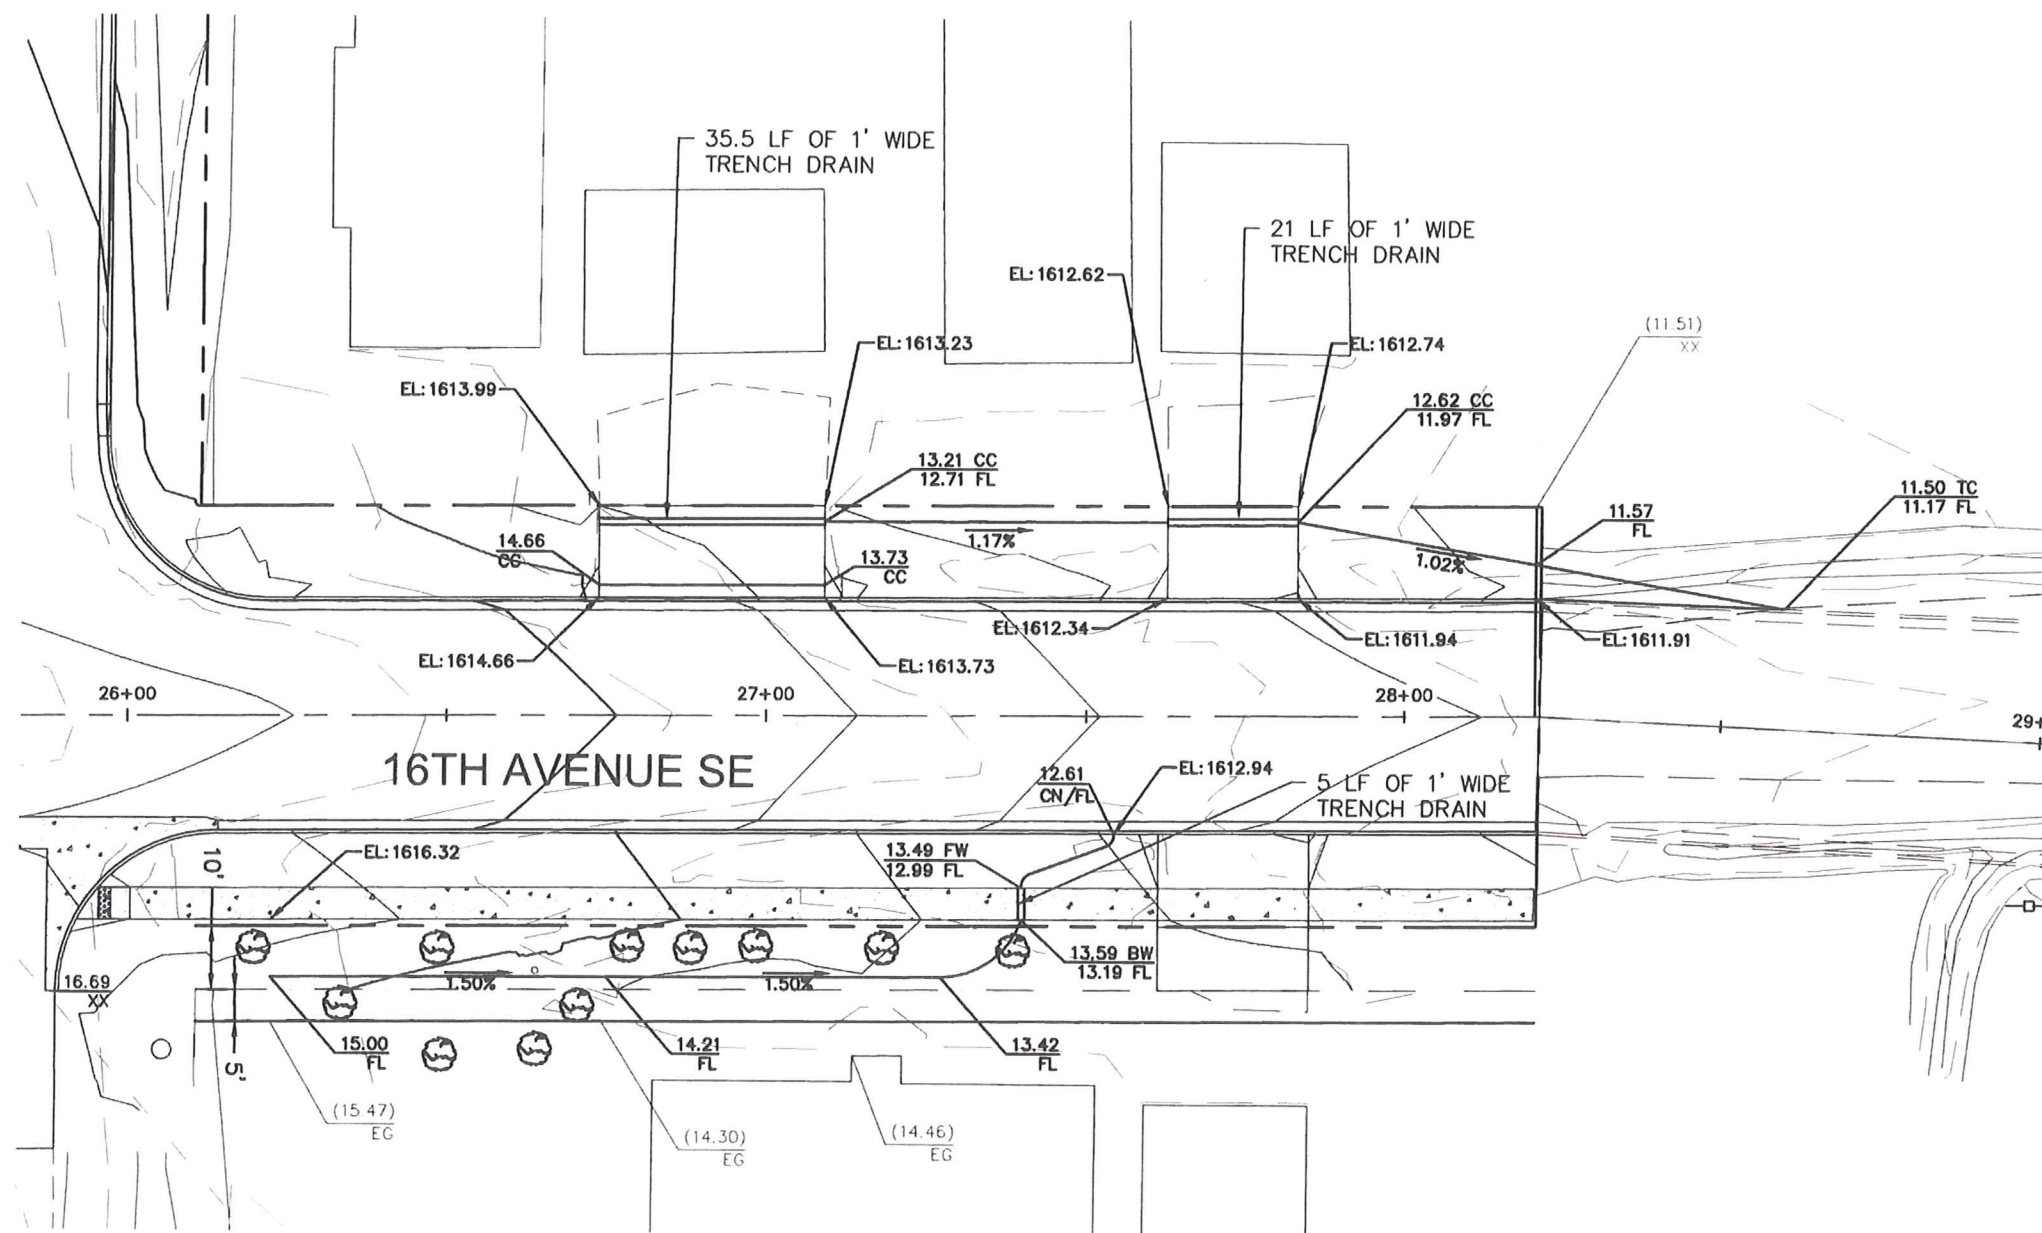 35.5 LF OF 1' WIDE
TRENCH DRAIN
21 LF OF 1' WIDE
TRENCH DRAIN
EL:1612.62
(11.51)
XX
EL:1613.23
EL:1612.74
EL:1613.99
12.62 CC
11.97 FL
13.21 CC
12.71 FL
11.50 TC
11.17 FL
11.57
FL
14.66
CC
1.17%
13.73
CC
1.02%
EL:1612.34
EL:1611.94
EL:1611.91
EL:1614.66
EL:1613.73
26+00
27+00
28+00
29+
16TH AVENUE SE
12.61
CN/FL
EL:1612.94
5 LF OF 1' WIDE
TRENCH DRAIN
10'
EL:1616.32
13.49 FW
12.99 FL
13.59 BW
13.19 FL
16.69
XX
1.50%
1.50%
15.00
FL
14.21
FL
13.42
FL
5'
(15.47)
EG
(14.30)
EG
(14.46)
EG